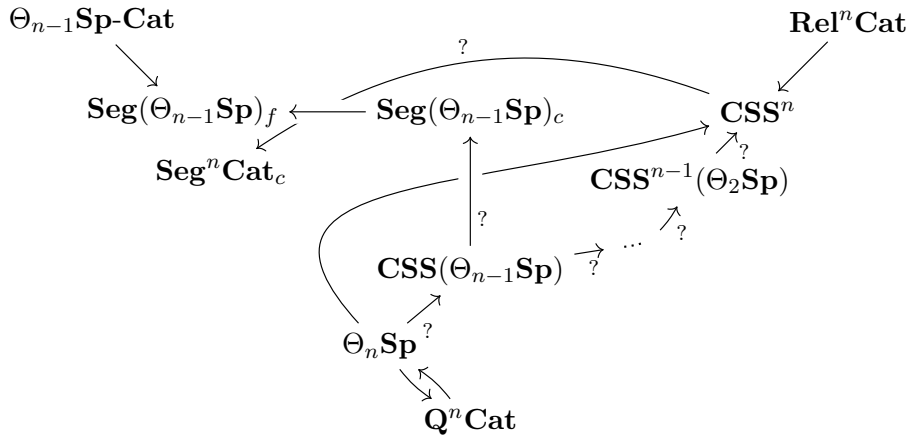 Θ_{n−1}Sp-Cat
Rel^nCat
?
Seg(Θ_{n−1}Sp)_f
Seg(Θ_{n−1}Sp)_c
CSS^n
?
Seg^nCat_c
CSS^{n−1}(Θ_2Sp)
?
?
...
CSS(Θ_{n−1}Sp)
?
?
Θ_nSp
Q^nCat